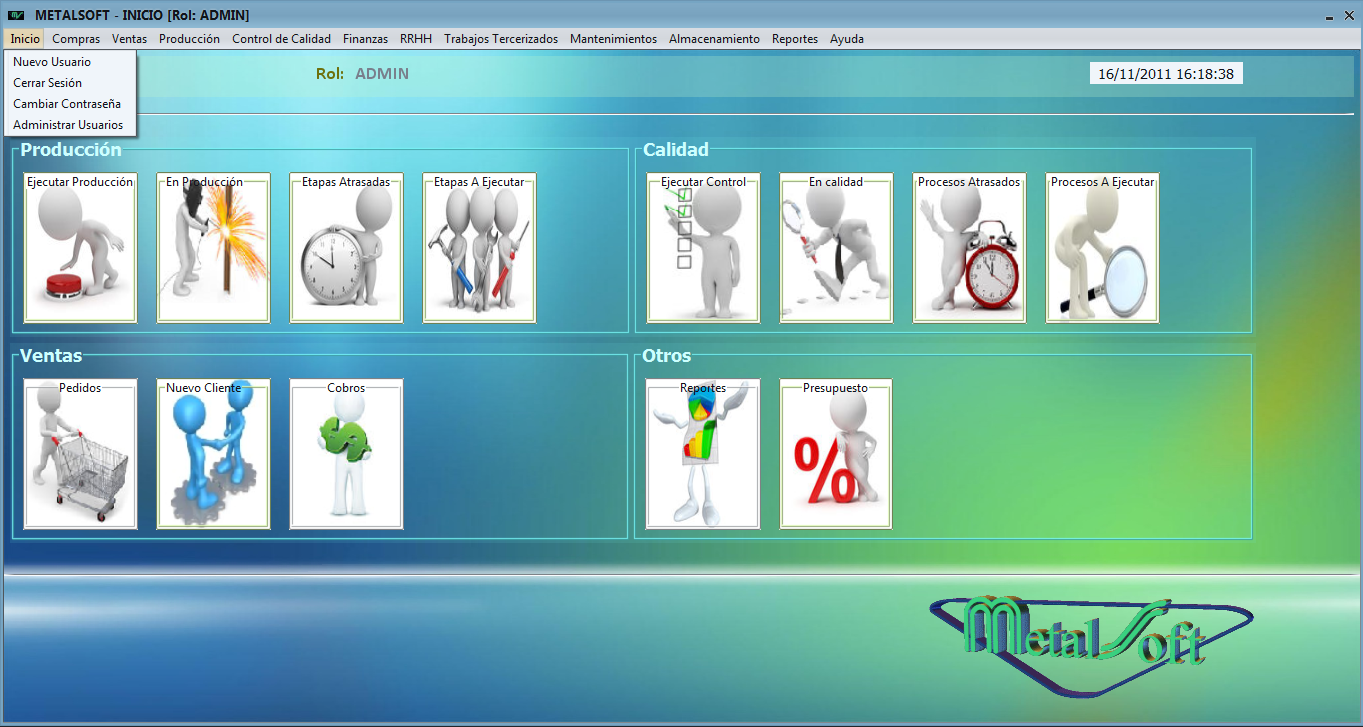 METALSOFT - INICIO [Rol: ADMIN]
Inicio Compras Ventas Producción Control de Calidad Finanzas RRHH Trabajos Tercerizados Mantenimientos Almacenamiento Reportes Ayuda
Nuevo Usuario
Cerrar Sesión
Cambiar Contraseña
Administrar Usuarios
Rol: ADMIN
16/11/2011 16:18:38
Producción
Ejecutar Producción En Producción Etapas Atrasadas Etapas A Ejecutar
Calidad
Ejecutar Control En calidad Procesos Atrasados Procesos A Ejecutar
Ventas
Pedidos Nuevo Cliente Cobros
Otros
Reportes Presupuesto
%
MetalSoft